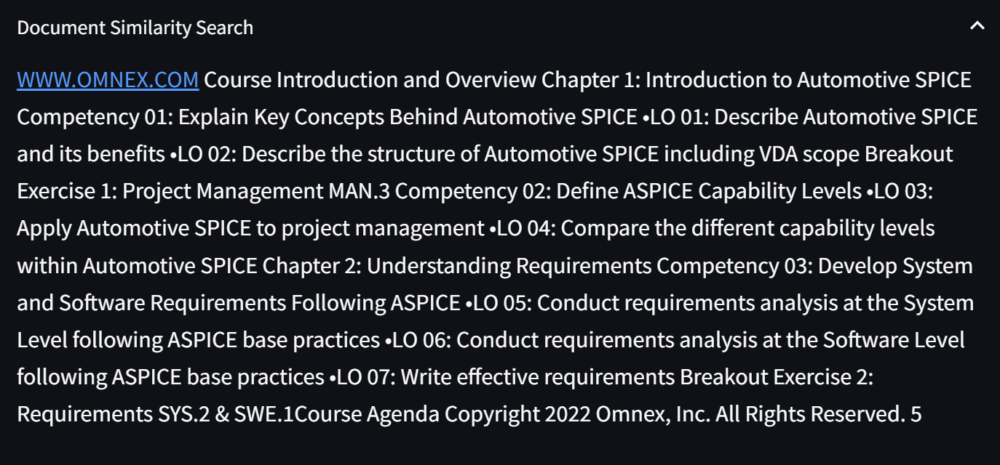 Document Similarity Search
WWW.OMNEX.COM Course Introduction and Overview Chapter 1: Introduction to Automotive SPICE
Competency 01: Explain Key Concepts Behind Automotive SPICE •LO 01: Describe Automotive SPICE
and its benefits •LO 02: Describe the structure of Automotive SPICE including VDA scope Breakout
Exercise 1: Project Management MAN.3 Competency 02: Define ASPICE Capability Levels •LO 03:
Apply Automotive SPICE to project management •LO 04: Compare the different capability levels
within Automotive SPICE Chapter 2: Understanding Requirements Competency 03: Develop System
and Software Requirements Following ASPICE •LO 05: Conduct requirements analysis at the System
Level following ASPICE base practices •LO 06: Conduct requirements analysis at the Software Level
following ASPICE base practices •LO 07: Write effective requirements Breakout Exercise 2:
Requirements SYS.2 & SWE.1Course Agenda Copyright 2022 Omnex, Inc. All Rights Reserved. 5